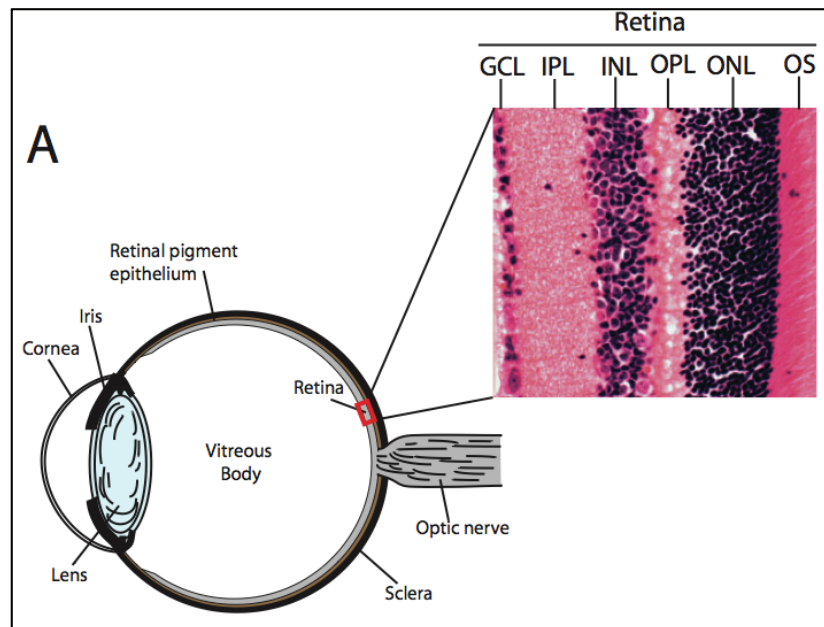 Retina
GCL IPL INL OPL ONL OS
A
Retinal pigment
epithelium
Iris
Cornea
Retina
Vitreous
Body
Optic nerve
Lens
Sclera